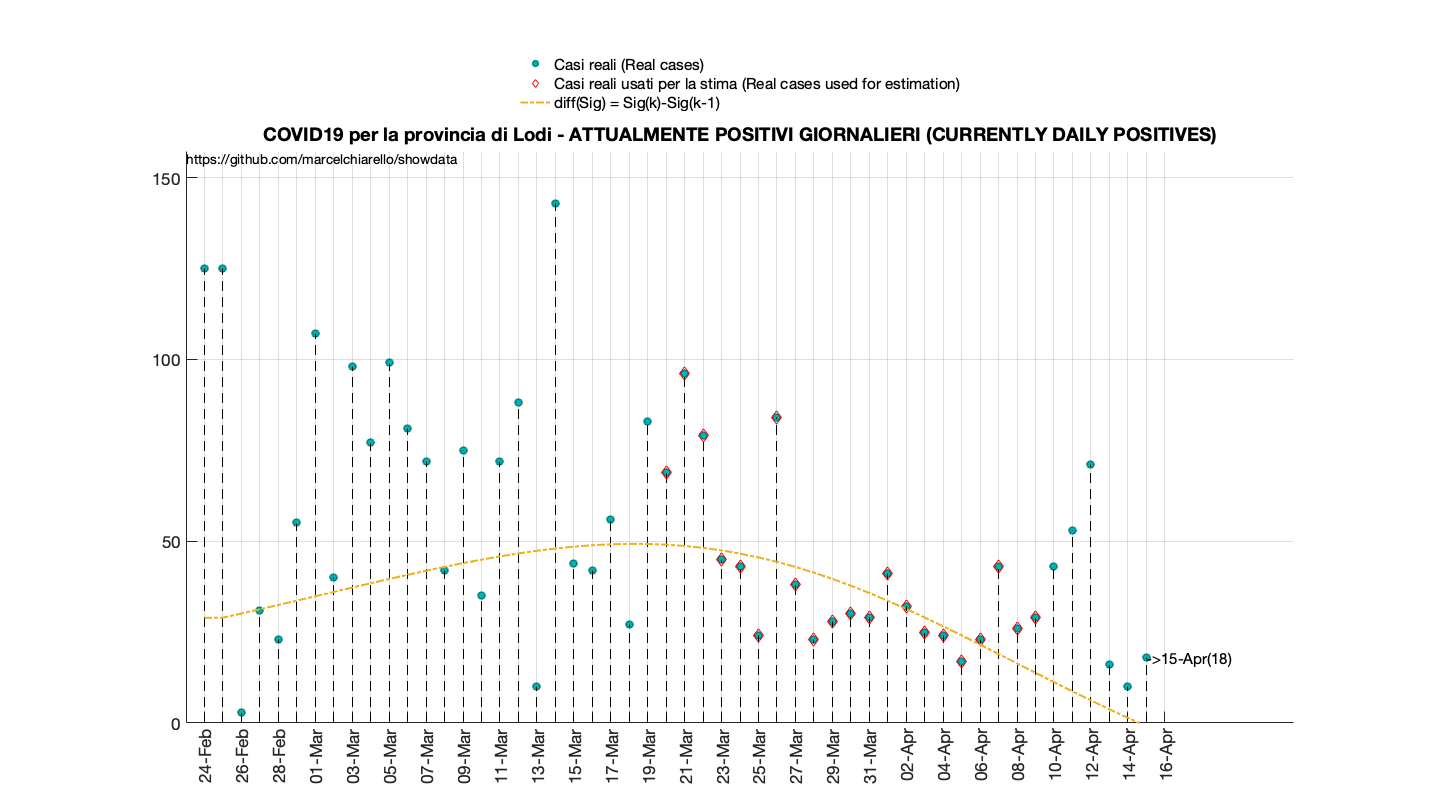 Casi reali (Real cases)
Casi reali usati per la stima (Real cases used for estimation)
diff(Sig) = Sig(k)-Sig(k-1)
COVID19 per la provincia di Lodi - ATTUALMENTE POSITIVI GIORNALIERI (CURRENTLY DAILY POSITIVES)
https://github.com/marcelchiarello/showdata
150
100
50
0
->15-Apr(18)
24-Feb
26-Feb
28-Feb
01-Mar
03-Mar
05-Mar
07-Mar
09-Mar
11-Mar
13-Mar
15-Mar
17-Mar
19-Mar
21-Mar
23-Mar
25-Mar
27-Mar
29-Mar
31-Mar
02-Apr
04-Apr
06-Apr
08-Apr
10-Apr
12-Apr
14-Apr
16-Apr